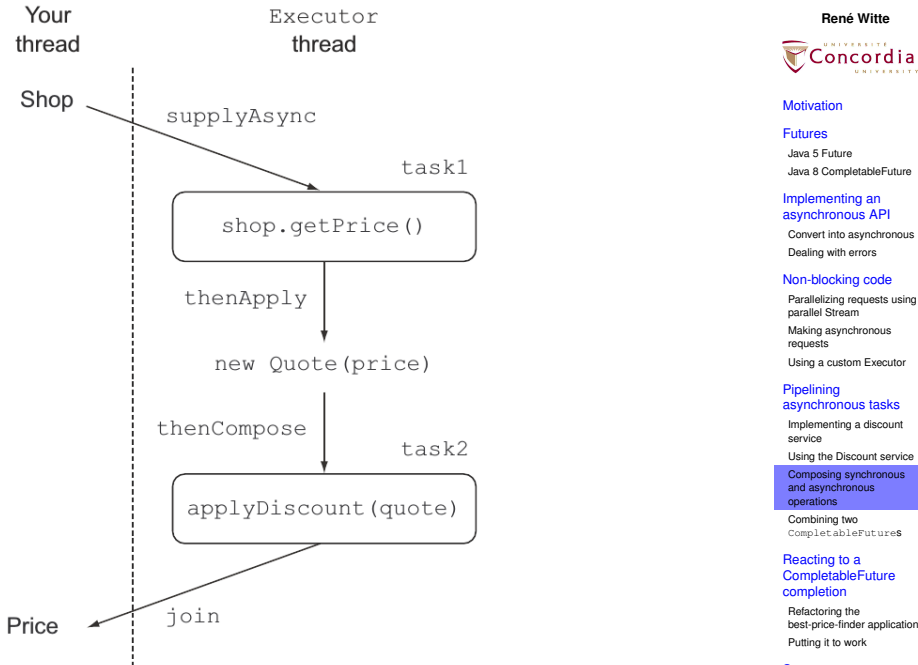 Your
thread
Executor
thread
Shop
supplyAsync
task1
shop.getPrice()
thenApply
new Quote(price)
thenCompose
task2
applyDiscount(quote)
join
Price
René Witte
UNIVERSITÉ
Concordia
UNIVERSITY
Motivation
Futures
Java 5 Future
Java 8 CompletableFuture
Implementing an
asynchronous API
Convert into asynchronous
Dealing with errors
Non-blocking code
Parallelizing requests using
parallel Stream
Making asynchronous
requests
Using a custom Executor
Pipelining
asynchronous tasks
Implementing a discount
service
Using the Discount service
Composing synchronous
and asynchronous
operations
Combining two
CompletableFutures
Reacting to a
CompletableFuture
completion
Refactoring the
best-price-finder application
Putting it to work